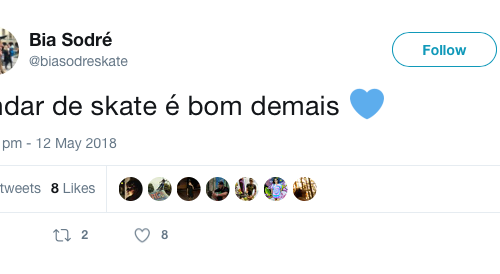 Bia Sodré
@biasodreskate
Follow
ndar de skate é bom demais 💙
pm - 12 May 2018
tweets 8 Likes
2 8